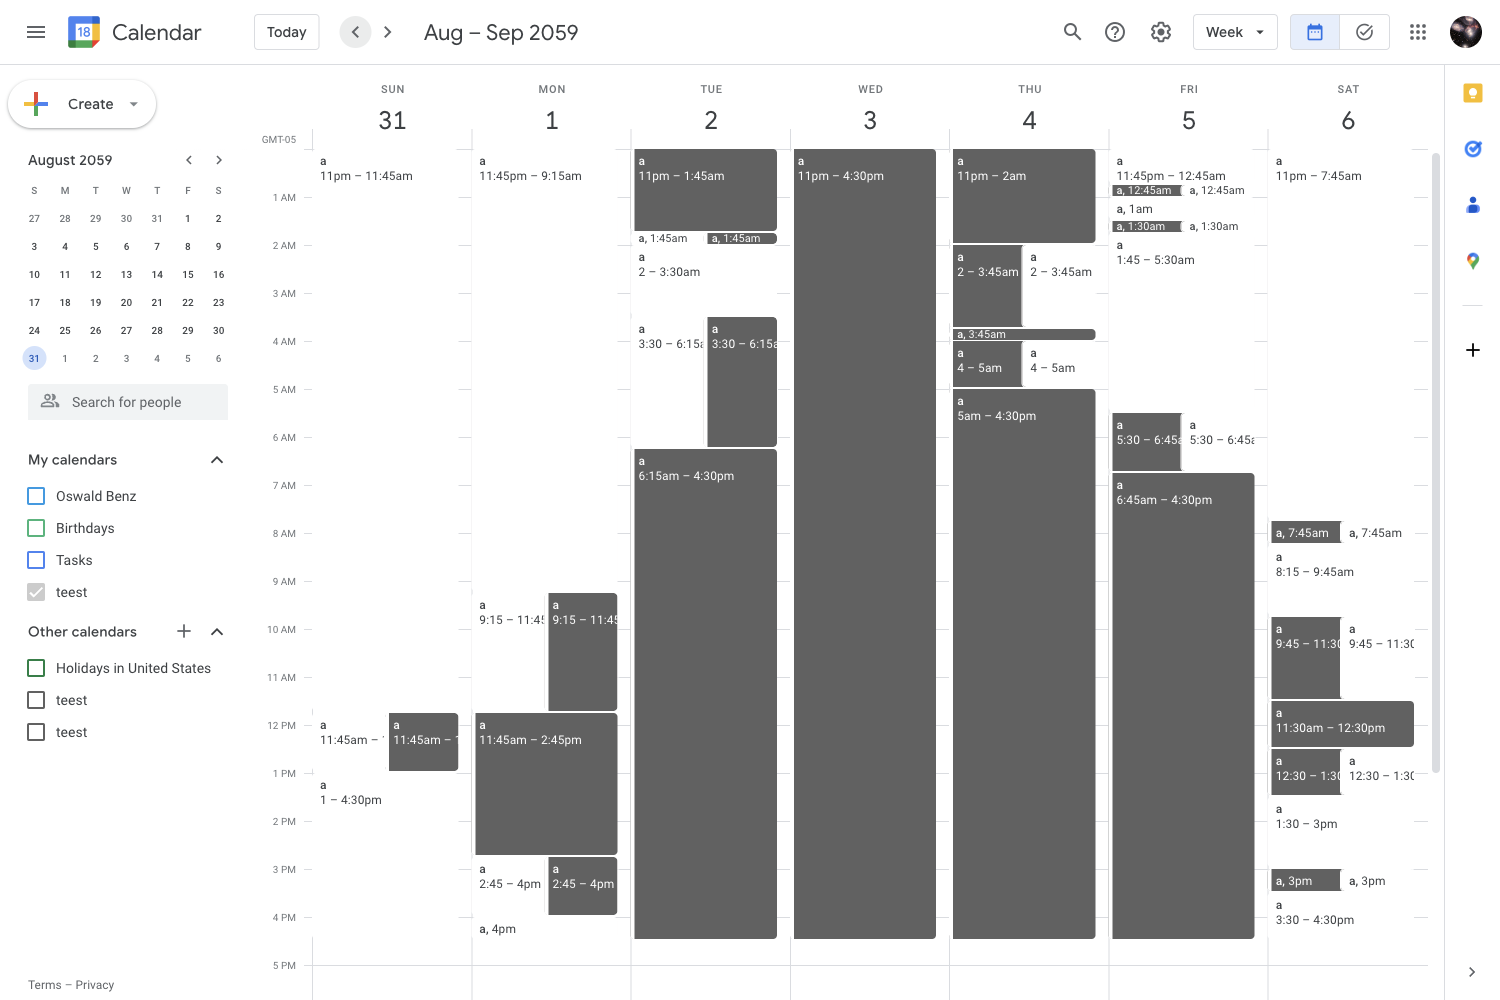 18 Calendar
Today
Aug – Sep 2059
Week
Create
August 2059
S M T W T F S
27 28 29 30 31 1 2
3 4 5 6 7 8 9
10 11 12 13 14 15 16
17 18 19 20 21 22 23
24 25 26 27 28 29 30
31 1 2 3 4 5 6
Search for people
My calendars
Oswald Benz
Birthdays
Tasks
teest
Other calendars
Holidays in United States
teest
teest
Terms – Privacy
SUN MON TUE WED THU FRI SAT
31 1 2 3 4 5 6
GMT-05
1 AM
2 AM
3 AM
4 AM
5 AM
6 AM
7 AM
8 AM
9 AM
10 AM
11 AM
12 PM
1 PM
2 PM
3 PM
4 PM
5 PM
a
11pm – 11:45am
a
11:45am –
a
11:45am – 1
a
1 – 4:30pm
a
11:45pm – 9:15am
a
9:15 – 11:45
a
9:15 – 11:45
a
11:45am – 2:45pm
a
2:45 – 4pm
a
2:45 – 4pm
a, 4pm
a
11pm – 1:45am
a, 1:45am
a, 1:45am
a
2 – 3:30am
a
3:30 – 6:15a
a
3:30 – 6:15a
a
6:15am – 4:30pm
a
11pm – 4:30pm
a
11pm – 2am
a
2 – 3:45am
a
2 – 3:45am
a, 3:45am
a
4 – 5am
a
4 – 5am
a
5am – 4:30pm
a
11:45pm – 12:45am
a, 12:45am
a, 12:45am
a, 1am
a, 1:30am
a, 1:30am
a
1:45 – 5:30am
a
5:30 – 6:45a
a
5:30 – 6:45a
a
6:45am – 4:30pm
a
11pm – 7:45am
a, 7:45am
a, 7:45am
a
8:15 – 9:45am
a
9:45 – 11:30
a
9:45 – 11:30
a
11:30am – 12:30pm
a
12:30 – 1:30
a
12:30 – 1:30
a
1:30 – 3pm
a, 3pm
a, 3pm
a
3:30 – 4:30pm